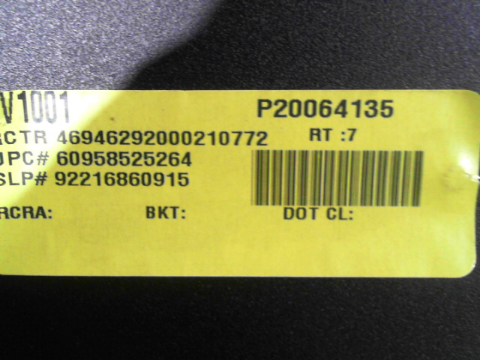 V1001 P20064135
RCTR 46946292000210772 RT :7
UPC# 60958525264
SLP# 92216860915
RCRA: BKT: DOT CL: